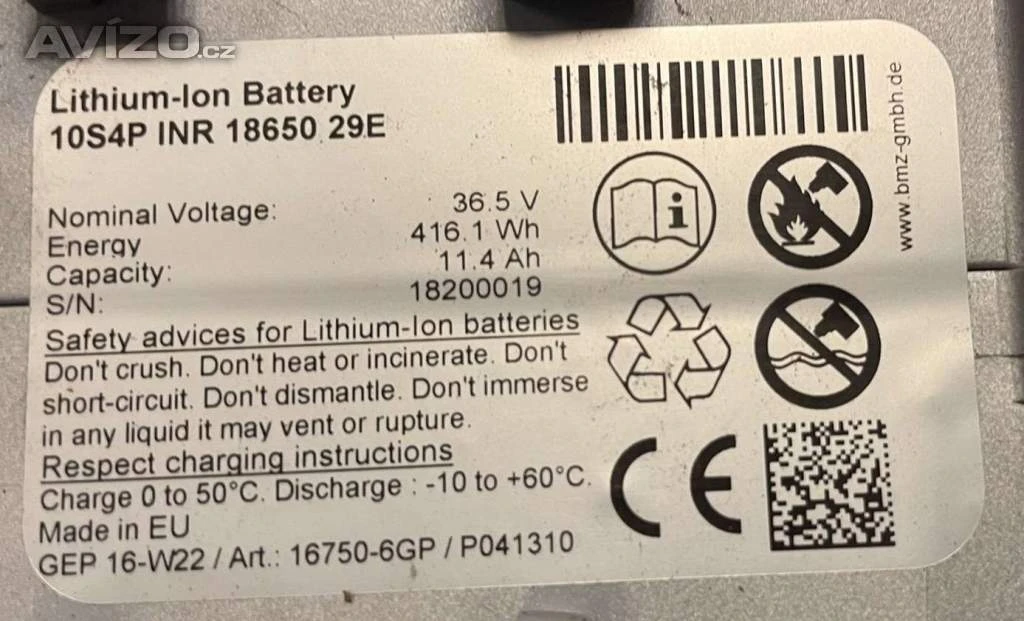 AVÍZO.cz
Lithium-Ion Battery
10S4P INR 18650 29E
Nominal Voltage: 36.5 V
Energy 416.1 Wh
Capacity: 11.4 Ah
S/N: 18200019
Safety advices for Lithium-Ion batteries
Don't crush. Don't heat or incinerate. Don't
short-circuit. Don't dismantle. Don't immerse
in any liquid it may vent or rupture.
Respect charging instructions
Charge 0 to 50°C. Discharge : -10 to +60°C.
Made in EU
GEP 16-W22 / Art.: 16750-6GP / P041310
www.bmz-gmbh.de
i
CE